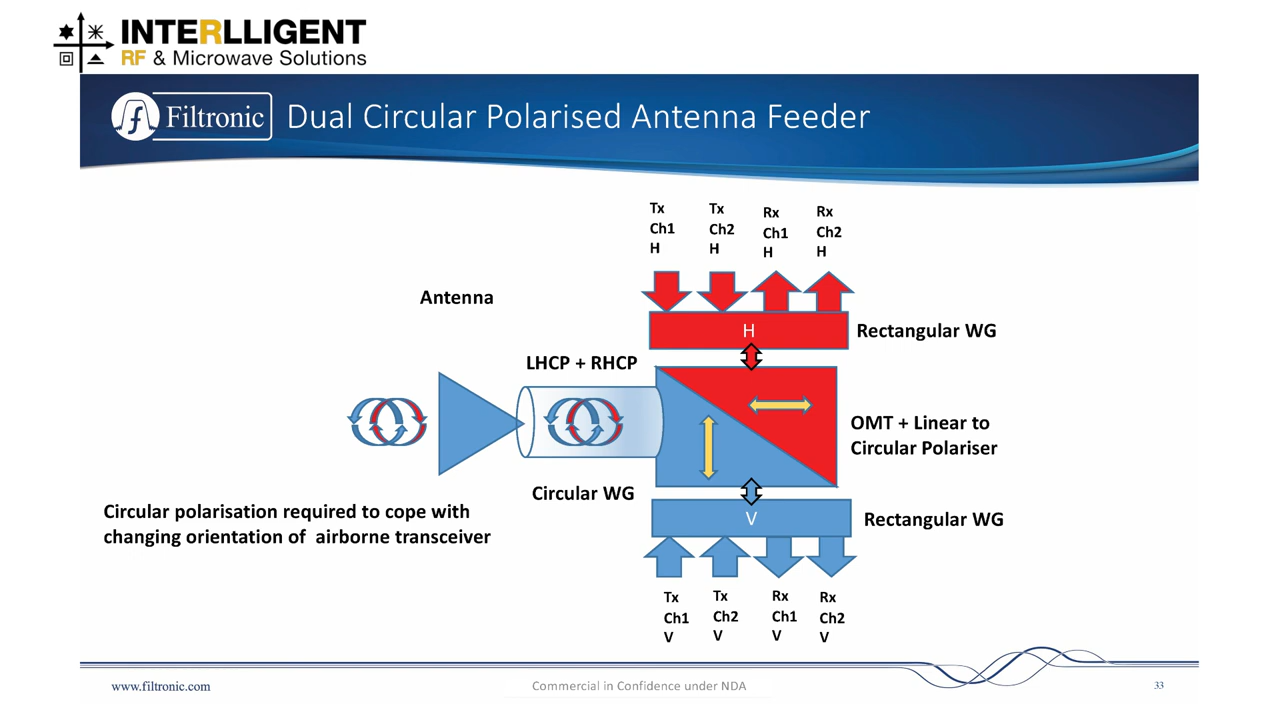 INTERLLIGENT
RF & Microwave Solutions
f Filtronic
Dual Circular Polarised Antenna Feeder
Tx Tx Rx Rx
Ch1 Ch2 Ch1 Ch2
H H H H
Antenna
H
Rectangular WG
LHCP + RHCP
OMT + Linear to
Circular Polariser
Circular WG
Circular polarisation required to cope with
changing orientation of airborne transceiver
V
Rectangular WG
Tx Tx Rx Rx
Ch1 Ch2 Ch1 Ch2
V V V V
www.filtronic.com
Commercial in Confidence under NDA
33